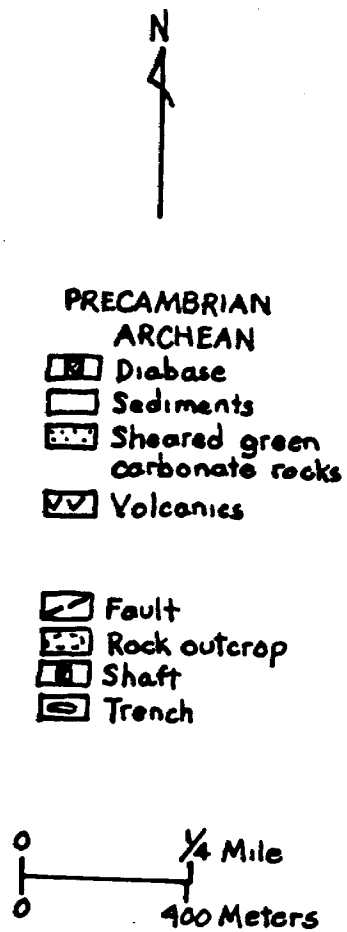 N
PRECAMBRIAN
ARCHEAN
Diabase
Sediments
Sheared green
carbonate rocks
Volcanics
Fault
Rock outcrop
Shaft
Trench
0 1/4 Mile
0 400 Meters